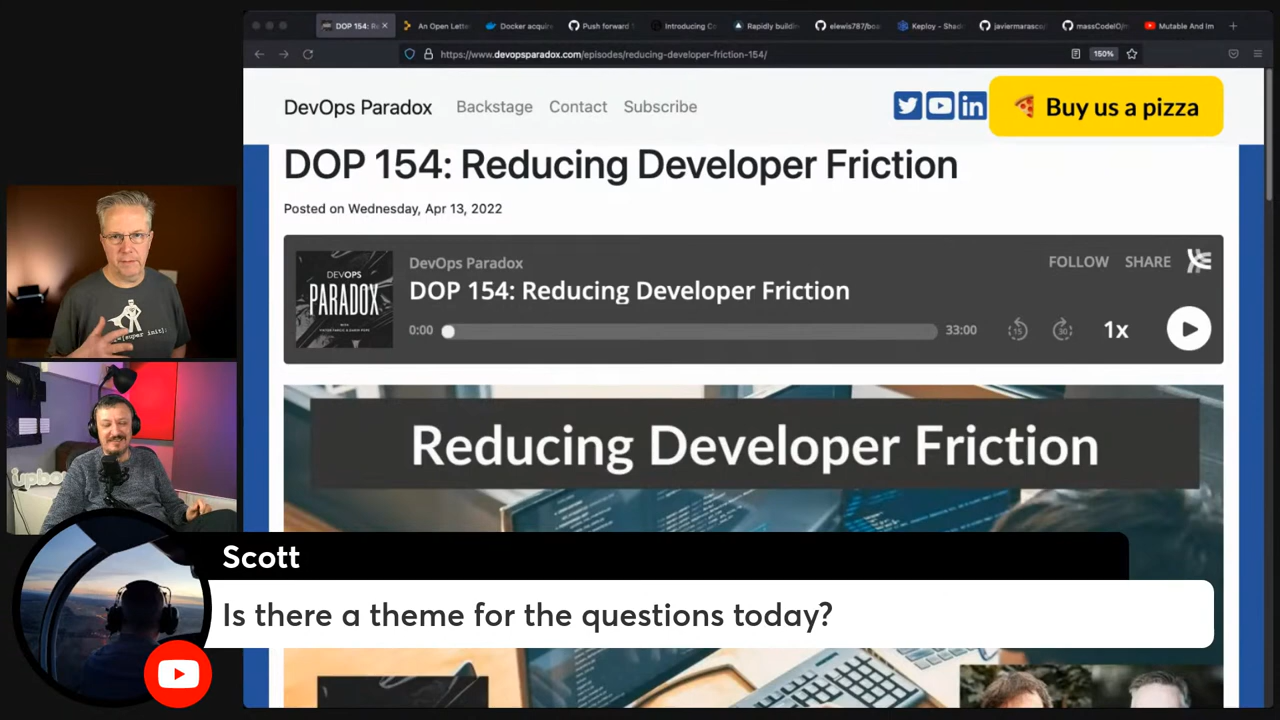 DOP 154: R
An Open Lette
Docker acquire
Push forward
Introducing C
Rapidly buildin
elewis787/boa
Keploy - Shad
javiermarasco/
massCodeIO/m
Mutable And Im
https://www.devopsparadox.com/episodes/reducing-developer-friction-154/
150%
DevOps Paradox
Backstage
Contact
Subscribe
Buy us a pizza
DOP 154: Reducing Developer Friction
Posted on Wednesday, Apr 13, 2022
DEVOPS
PARADOX
DevOps Paradox
FOLLOW
SHARE
DOP 154: Reducing Developer Friction
0:00
33:00
15
30
1x
Reducing Developer Friction
Scott
Is there a theme for the questions today?